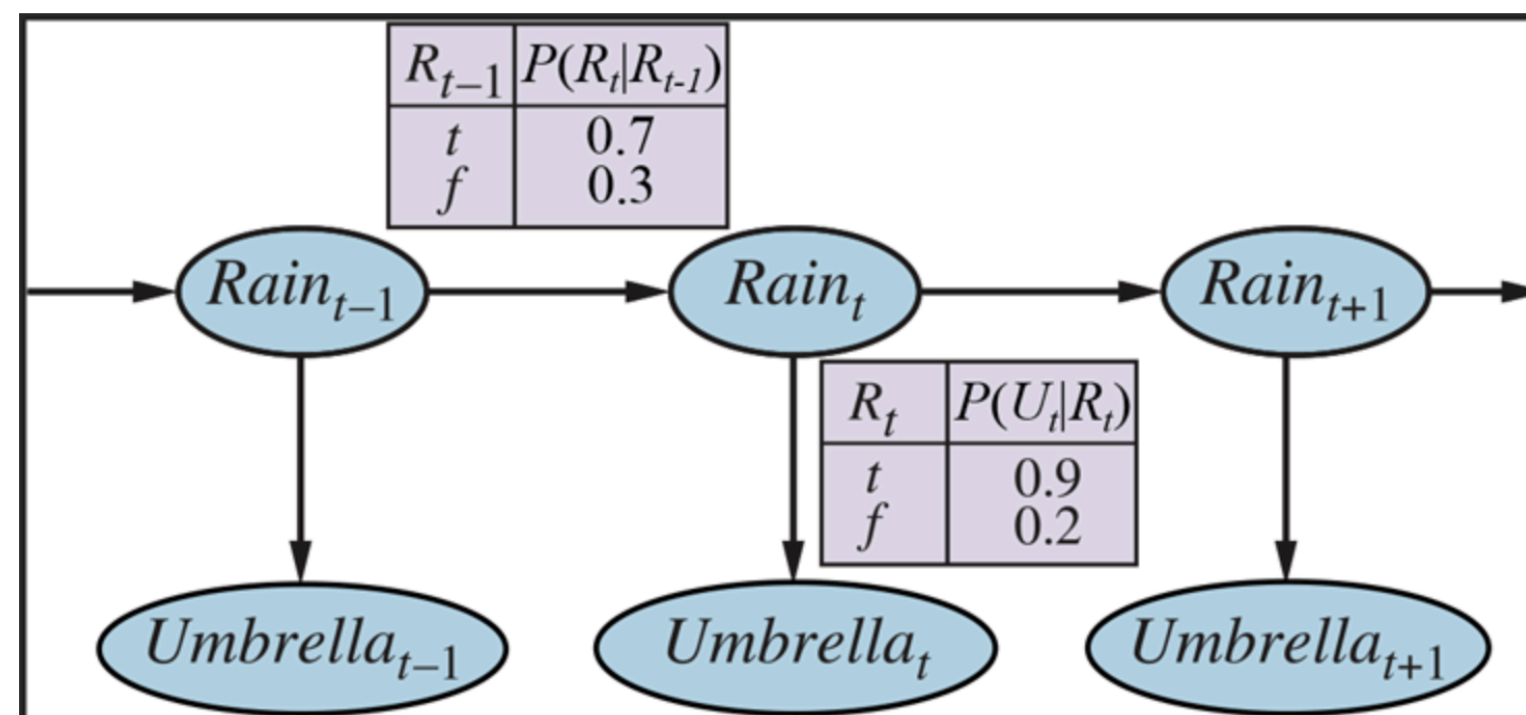 R_{t−1} P(R_t|R_{t-1})
t 0.7
f 0.3
Rain_{t−1} Rain_t Rain_{t+1}
R_t P(U_t|R_t)
t 0.9
f 0.2
Umbrella_{t−1} Umbrella_t Umbrella_{t+1}